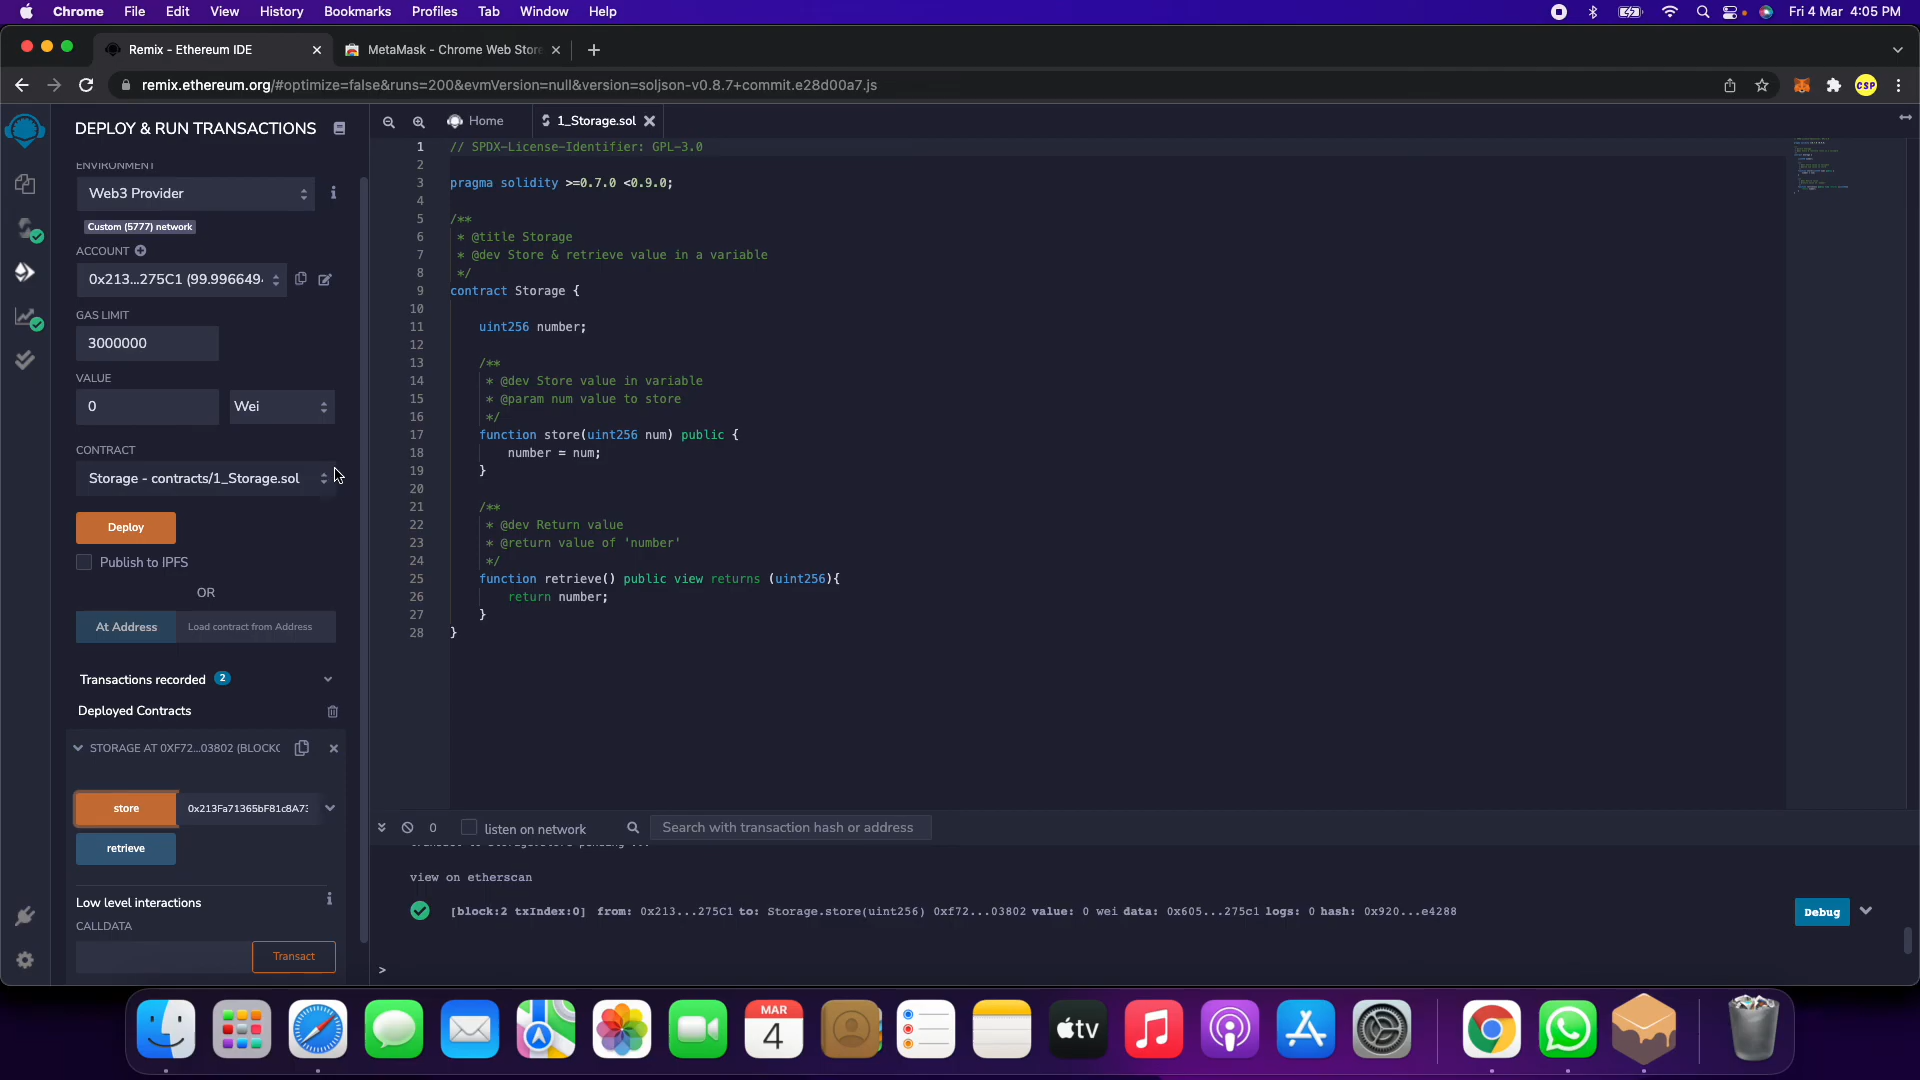 Chrome File Edit View History Bookmarks Profiles Tab Window Help Fri 4 Mar 4:05 PM
Remix - Ethereum IDE
MetaMask - Chrome Web Store
remix.ethereum.org/#optimize=false&runs=200&evmVersion=null&version=soljson-v0.8.7+commit.e28d00a7.js
CSP
DEPLOY & RUN TRANSACTIONS
ENVIRONMENT
Web3 Provider
Custom (5777) network
ACCOUNT
0x213...275C1 (99.996649
GAS LIMIT
3000000
VALUE
0 Wei
CONTRACT
Storage - contracts/1_Storage.sol
Deploy
Publish to IPFS
OR
At Address Load contract from Address
Transactions recorded 2
Deployed Contracts
STORAGE AT 0XF72...03802 (BLOCKC
store 0x213Fa71365bF81c8A73
retrieve
Low level interactions
CALLDATA
Transact
Home 1_Storage.sol
1 // SPDX-License-Identifier: GPL-3.0
2
3 pragma solidity >=0.7.0 <0.9.0;
4
5 /**
6 * @title Storage
7 * @dev Store & retrieve value in a variable
8 */
9 contract Storage {
10
11 uint256 number;
12
13 /**
14 * @dev Store value in variable
15 * @param num value to store
16 */
17 function store(uint256 num) public {
18 number = num;
19 }
20
21 /**
22 * @dev Return value
23 * @return value of 'number'
24 */
25 function retrieve() public view returns (uint256){
26 return number;
27 }
28 }
0 listen on network Search with transaction hash or address
view on etherscan
[block:2 txIndex:0] from: 0x213...275c1 to: Storage.store(uint256) 0xf72...03802 value: 0 wei data: 0x605...275c1 logs: 0 hash: 0x920...e4288
Debug
>
MAR
4
tv